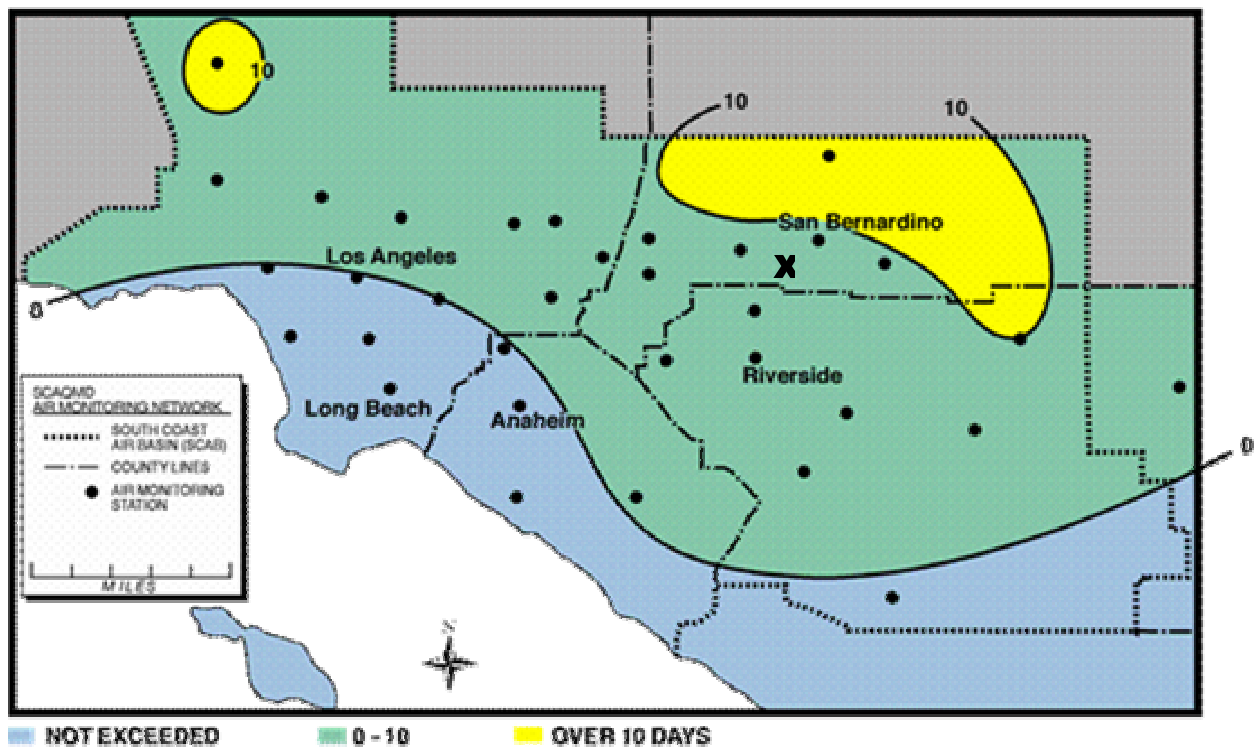 10
10
10
San Bernardino
Los Angeles
0
X
Riverside
SCAQMD
AIR MONITORING NETWORK
SOUTH COAST
AIR BASIN (SCAB)
COUNTY LINES
AIR MONITORING
STATION
MILES
Long Beach
Anaheim
0
N
NOT EXCEEDED
0 - 10
OVER 10 DAYS